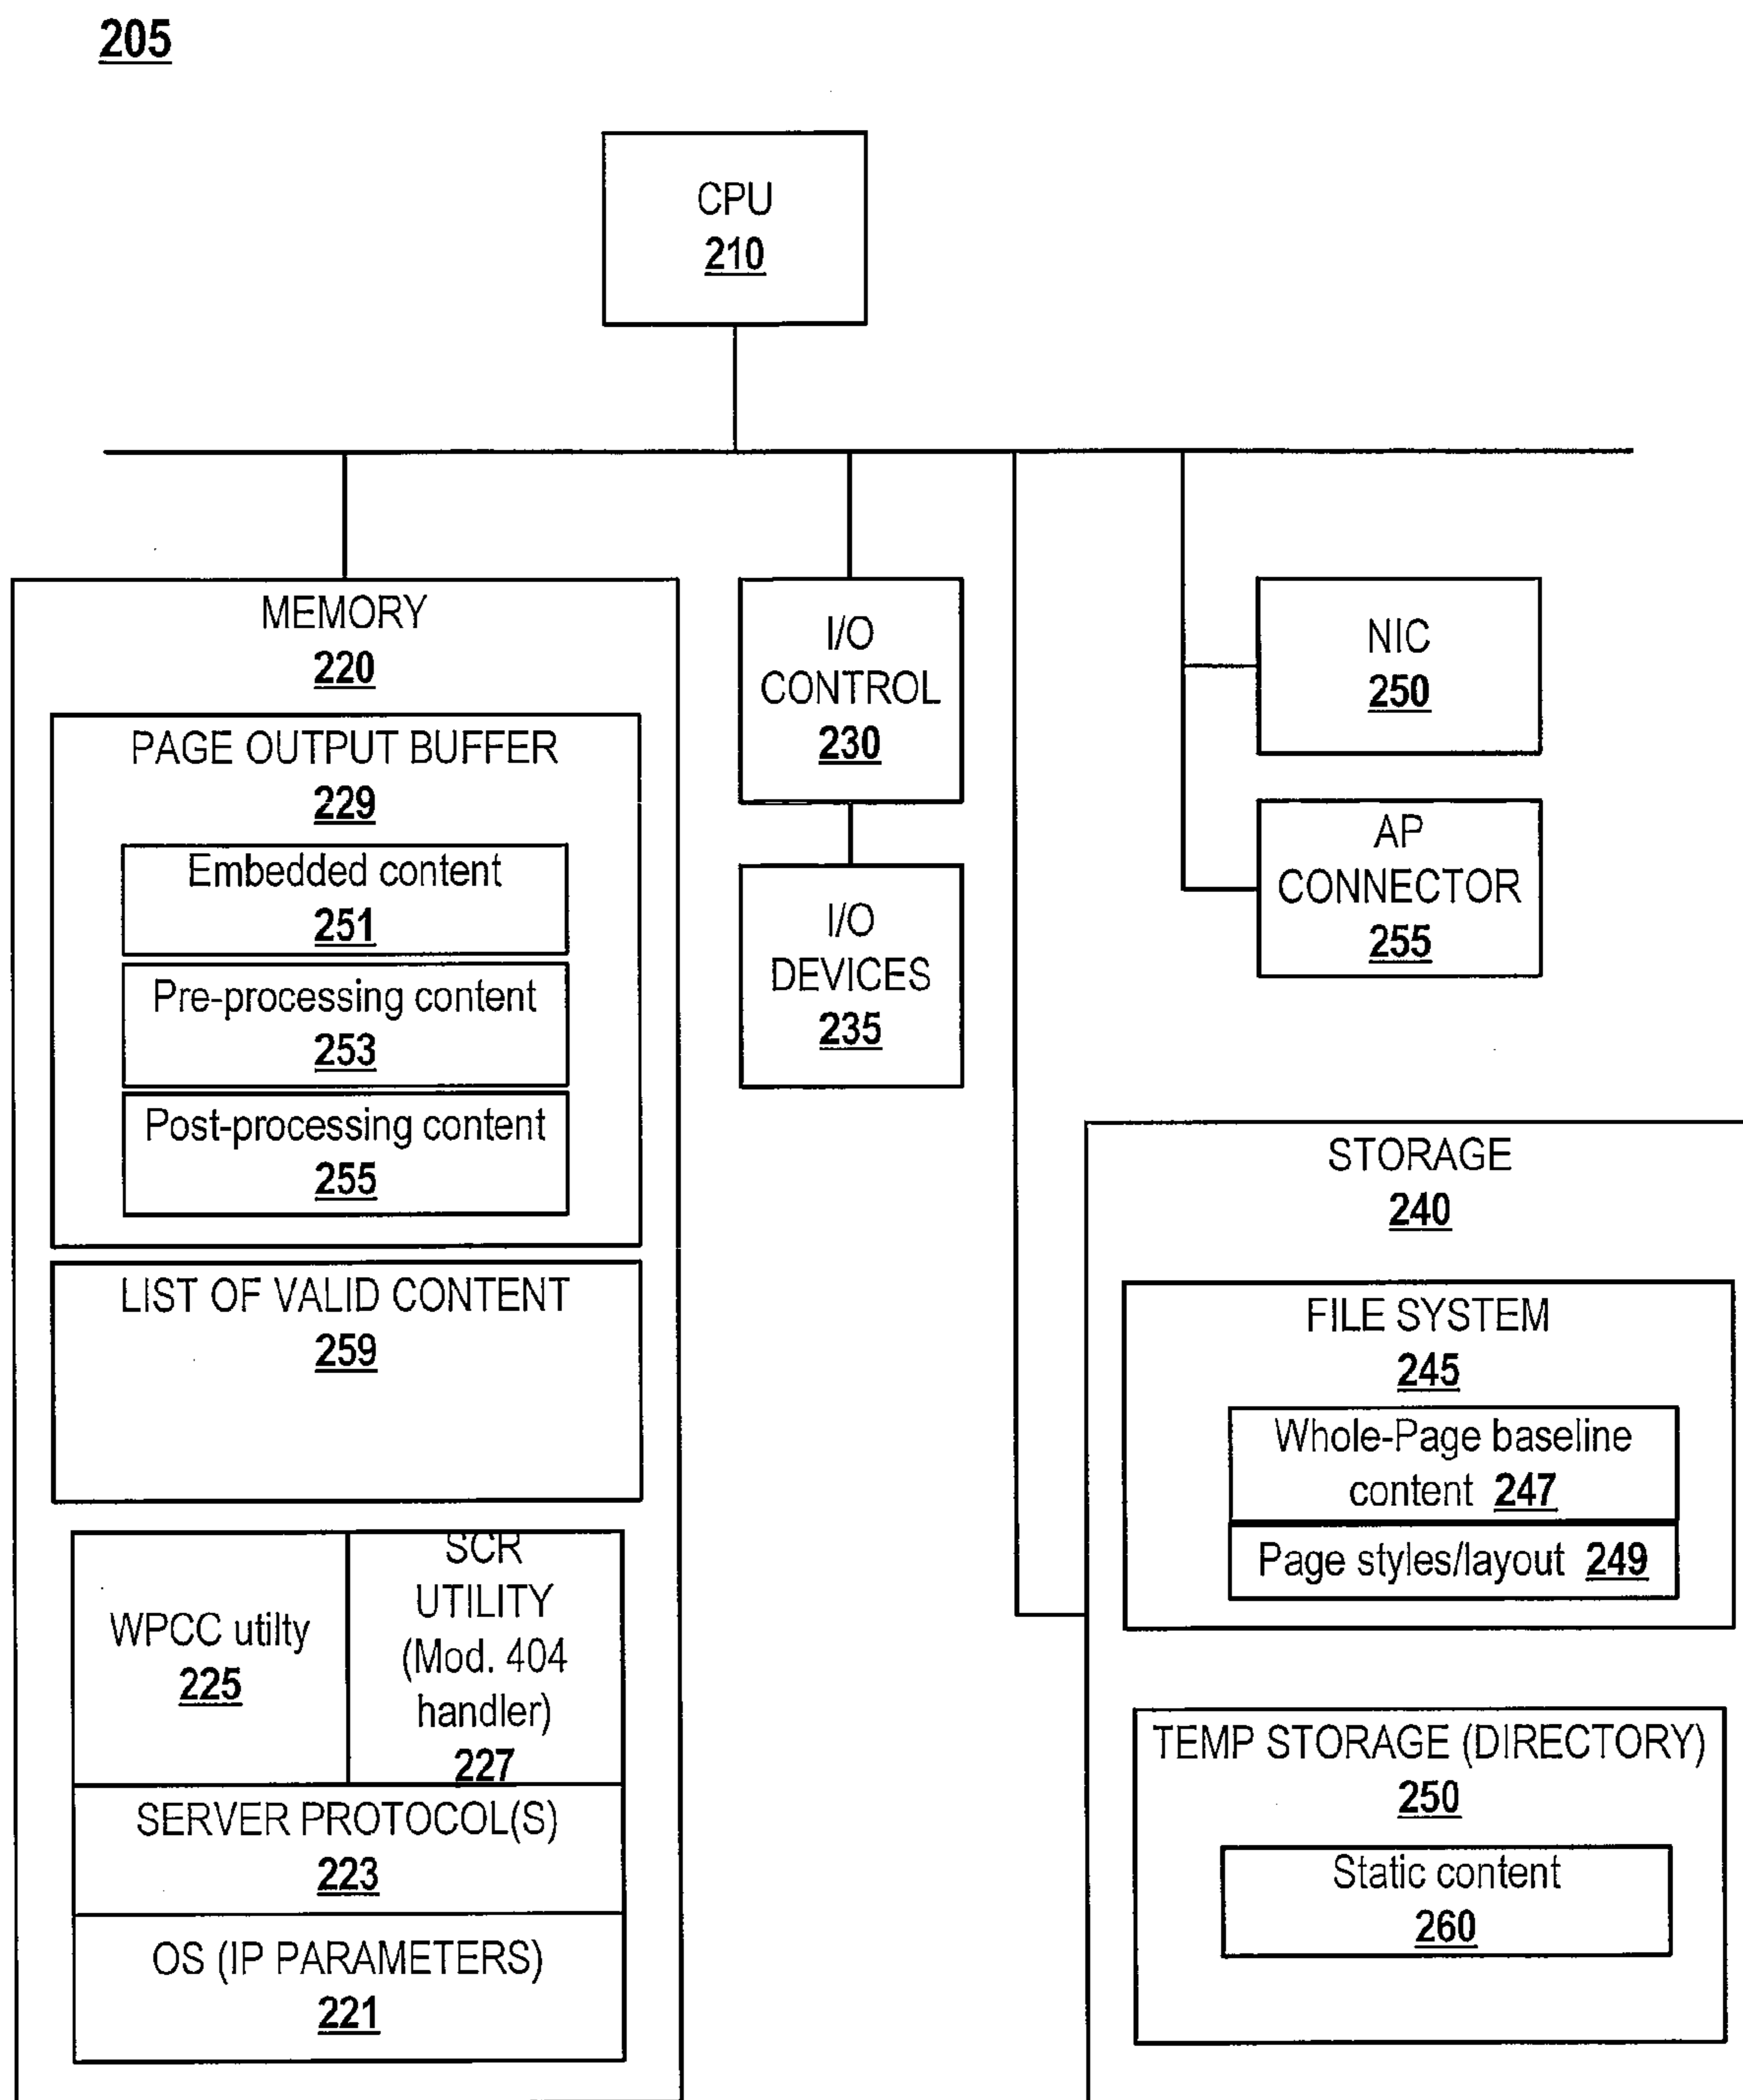 205
CPU
210
MEMORY
220
PAGE OUTPUT BUFFER
229
Embedded content
251
Pre-processing content
253
Post-processing content
255
LIST OF VALID CONTENT
259
WPCC utilty
225
SCR
UTILITY
(Mod. 404
handler)
227
SERVER PROTOCOL(S)
223
OS (IP PARAMETERS)
221
I/O
CONTROL
230
I/O
DEVICES
235
NIC
250
AP
CONNECTOR
255
STORAGE
240
FILE SYSTEM
245
Whole-Page baseline
content 247
Page styles/layout 249
TEMP STORAGE (DIRECTORY)
250
Static content
260